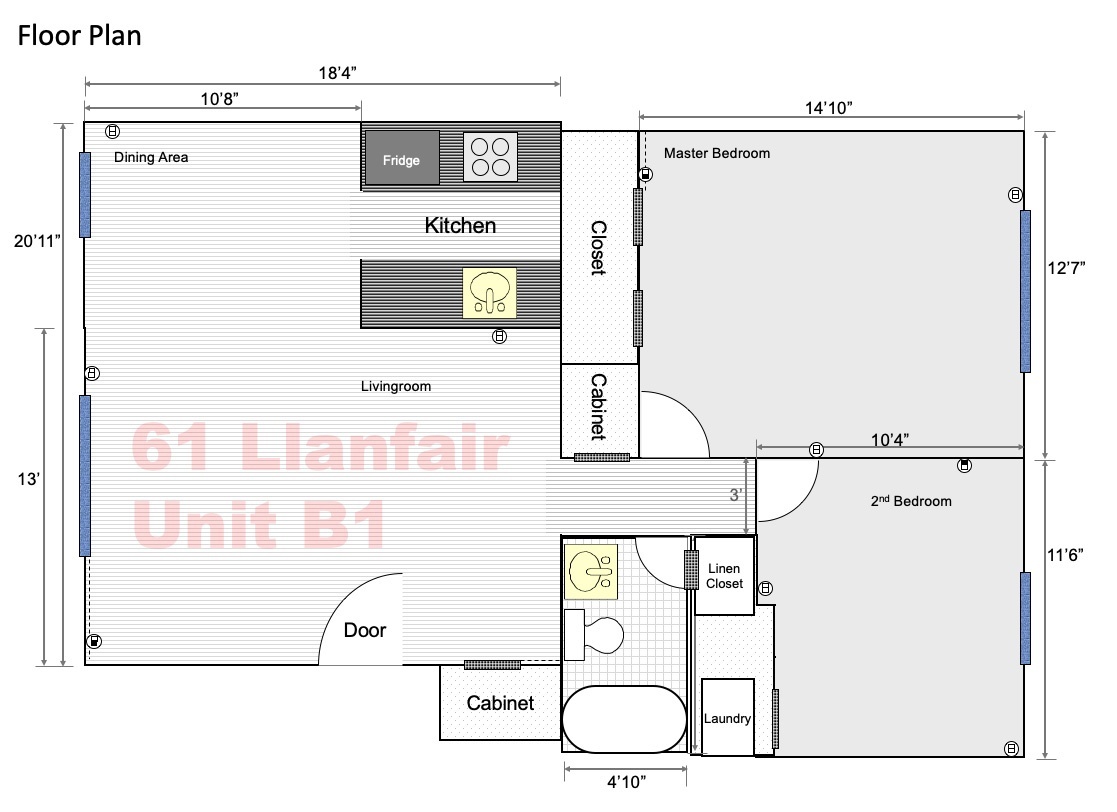 Floor Plan
18’4”
10’8”
14’10”
Dining Area
Fridge
Master Bedroom
Kitchen
Closet
20’11”
12’7”
Livingroom
Cabinet
61 Llanfair
Unit B1
10’4”
13’
3’
2nd Bedroom
11’6”
Linen
Closet
Door
Cabinet
Laundry
4’10”